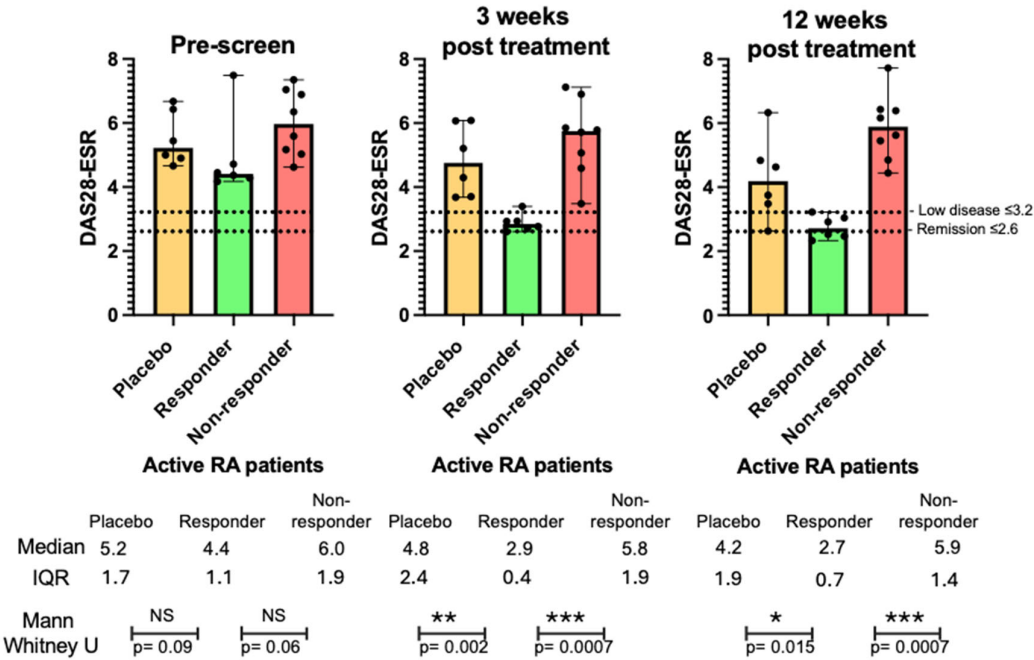 Pre-screen
3 weeks
post treatment
12 weeks
post treatment
DAS28-ESR
8
6
4
2
0
Placebo
Responder
Non-responder
Active RA patients
DAS28-ESR
8
6
4
2
0
Placebo
Responder
Non-responder
Active RA patients
DAS28-ESR
8
6
4
2
0
Low disease ≤3.2
Remission ≤2.6
Placebo
Responder
Non-responder
Active RA patients
Placebo Responder Non-responder Placebo Responder Non-responder Placebo Responder Non-responder
Median 5.2 4.4 6.0 4.8 2.9 5.8 4.2 2.7 5.9
IQR 1.7 1.1 1.9 2.4 0.4 1.9 1.9 0.7 1.4
Mann NS NS ** *** * ***
Whitney U p= 0.09 p= 0.06 p= 0.002 p= 0.0007 p= 0.015 p= 0.0007